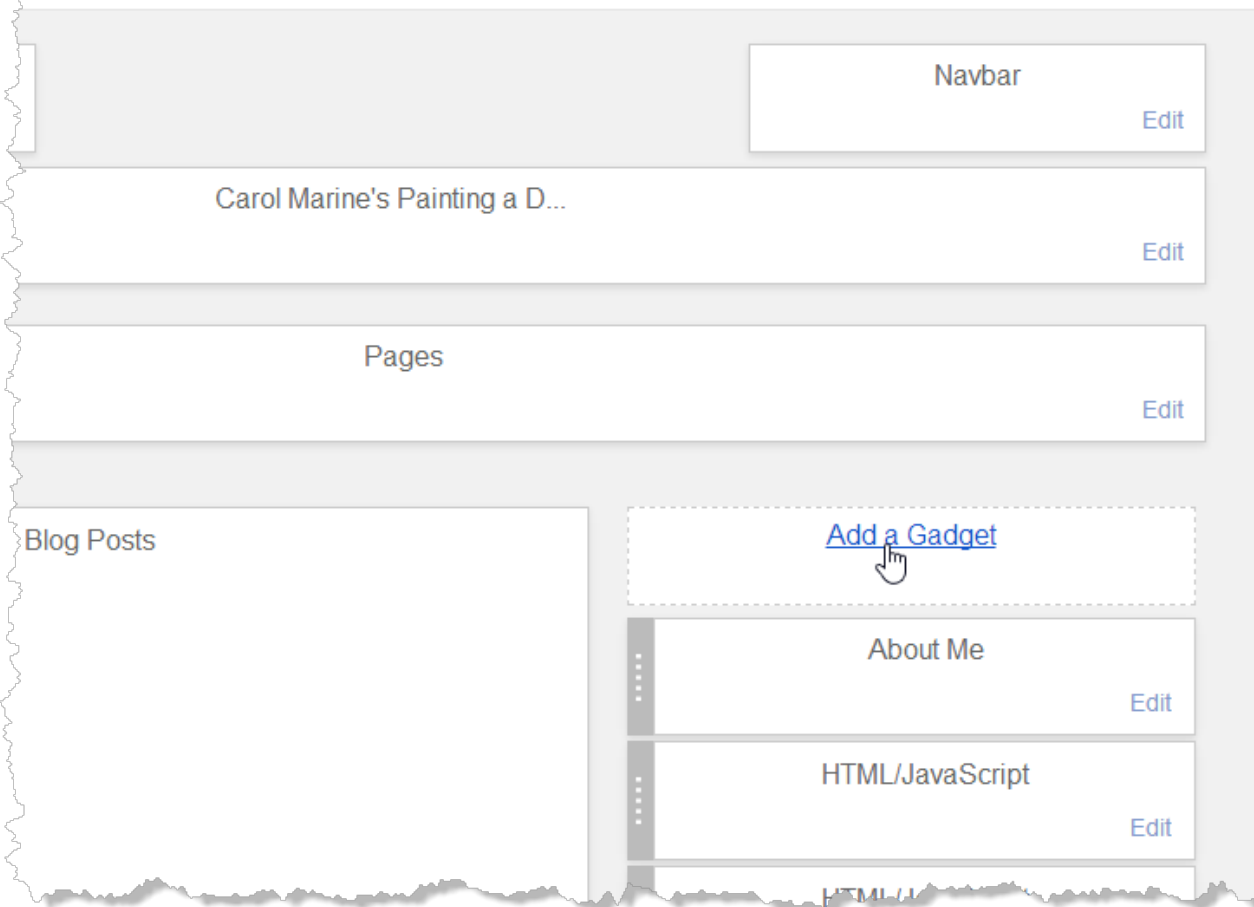 Navbar
Edit
Carol Marine's Painting a D...
Edit
Pages
Edit
Blog Posts
Add a Gadget
About Me
Edit
HTML/JavaScript
Edit